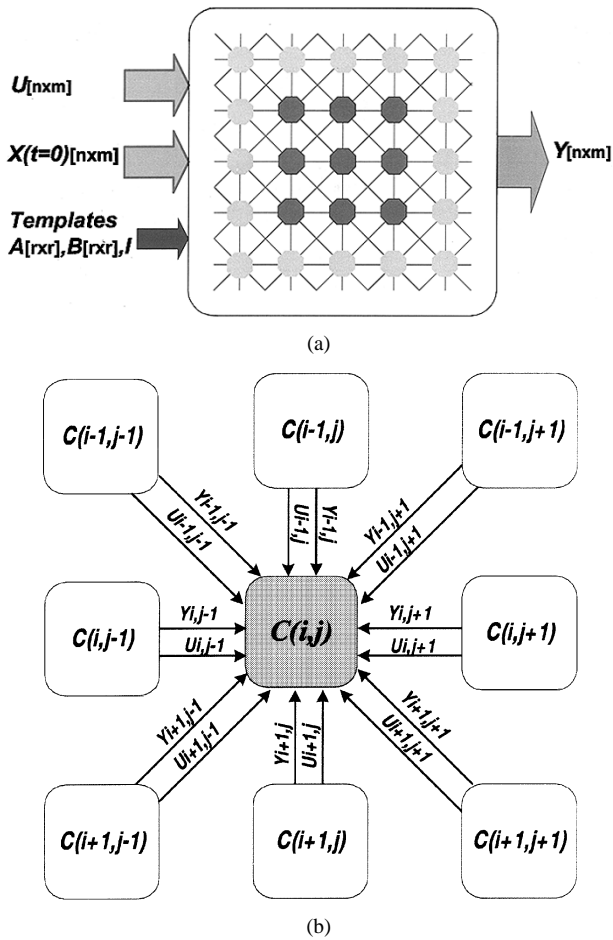 U[nxm]
X(t=0)[nxm]
Templates
A[rxr],B[rxr],I
Y[nxm]
(a)
C(i-1,j-1)
C(i-1,j)
C(i-1,j+1)
Yi-1,j-1
Ui-1,j-1
Ui-1,j
Yi-1,j
Yi-1,j+1
Ui-1,j+1
C(i,j-1)
Yi,j-1
Ui,j-1
C(i,j)
Yi,j+1
Ui,j+1
C(i,j+1)
Yi+1,j-1
Ui+1,j-1
Yi+1,j
Ui+1,j
Yi+1,j+1
Ui+1,j+1
C(i+1,j-1)
C(i+1,j)
C(i+1,j+1)
(b)